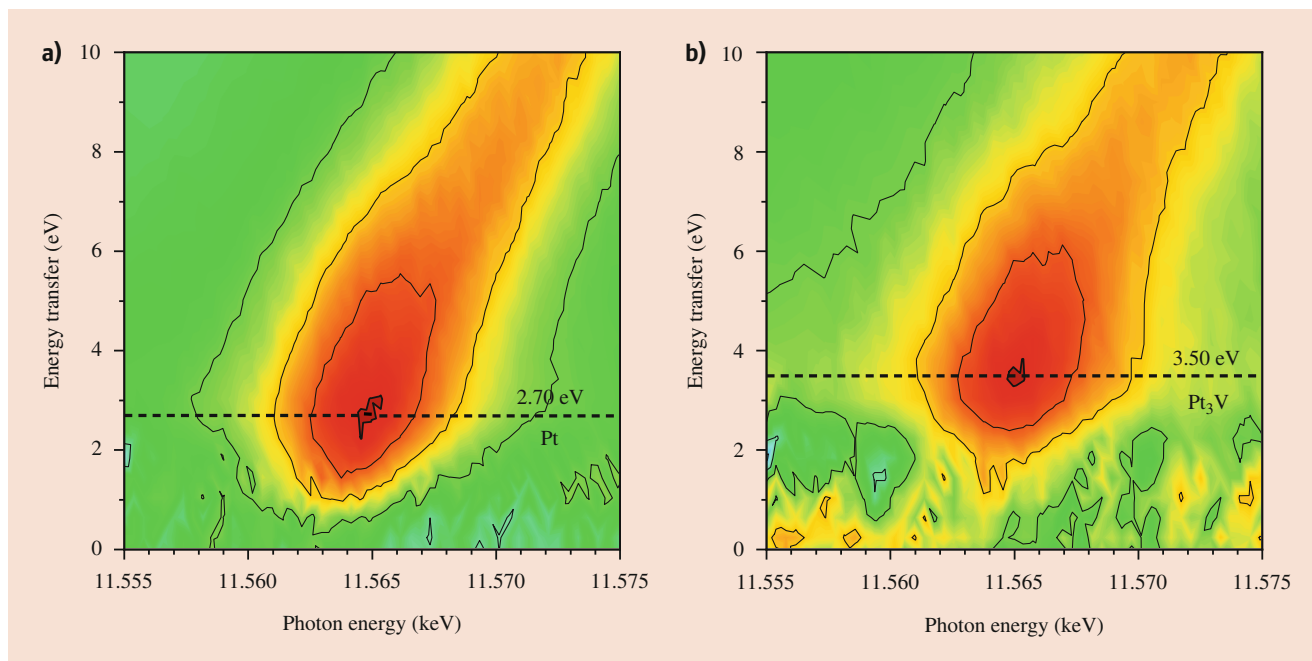 a)
Energy transfer (eV)
10
8
6
4
2
0
2.70 eV
Pt
11.555 11.560 11.565 11.570 11.575
Photon energy (keV)
b)
Energy transfer (eV)
10
8
6
4
2
0
3.50 eV
Pt₃V
11.555 11.560 11.565 11.570 11.575
Photon energy (keV)